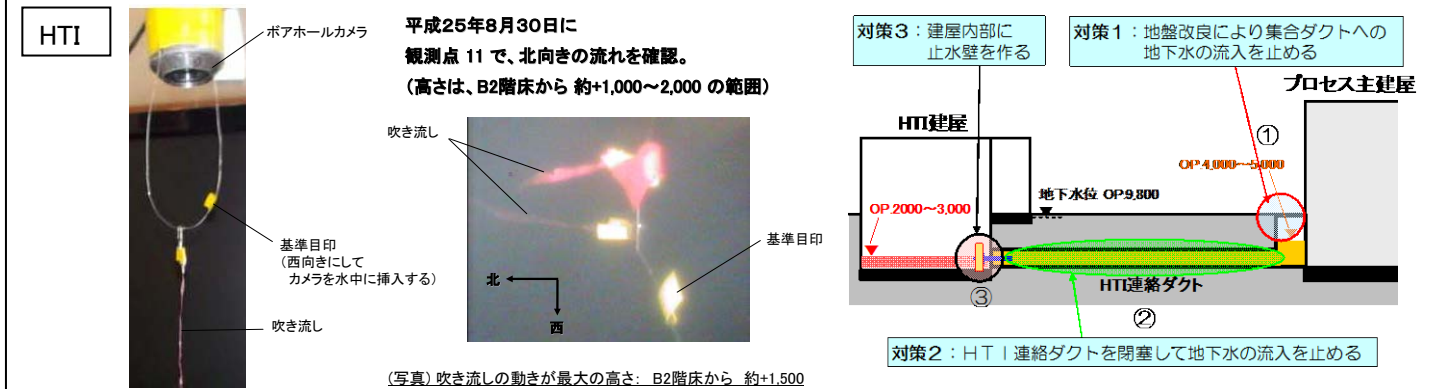 HTI
ボアホールカメラ
基準目印
(西向きにして
カメラを水中に挿入する)
吹き流し
平成25年8月30日に
観測点 11 で、北向きの流れを確認。
(高さは、B2階床から 約+1,000～2,000 の範囲)
吹き流し
基準目印
北
西
(写真) 吹き流しの動きが最大の高さ: B2階床から 約+1,500
対策3：建屋内部に
止水壁を作る
対策1：地盤改良により集合ダクトへの
地下水の流入を止める
プロセス主建屋
HTI建屋
①
OP.4,000～5,000
地下水位 OP.9,800
OP.2000～3,000
HTI連絡ダクト
③
②
対策2：HTI連絡ダクトを閉塞して地下水の流入を止める